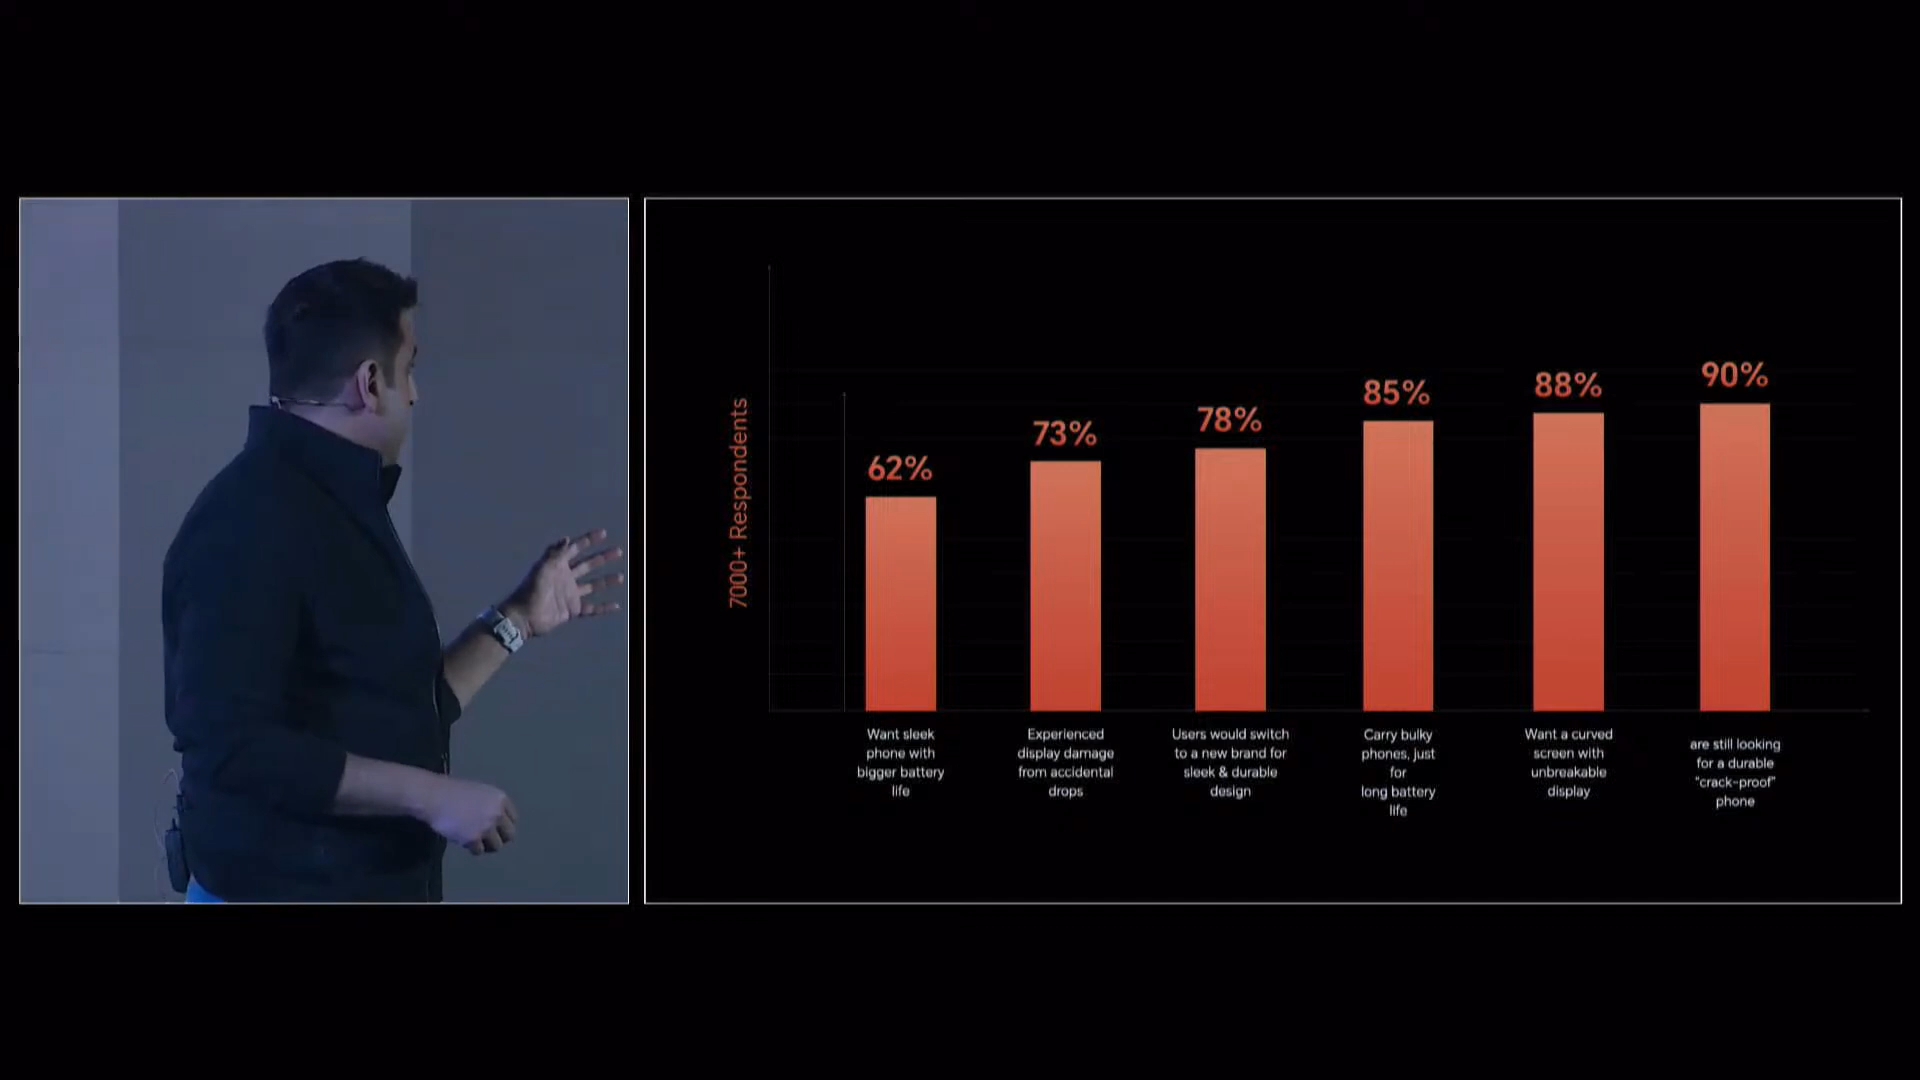 7000+ Respondents
62%
73%
78%
85%
88%
90%
Want sleek
phone with
bigger battery
life
Experienced
display damage
from accidental
drops
Users would switch
to a new brand for
sleek & durable
design
Carry bulky
phones, just
for
long battery
life
Want a curved
screen with
unbreakable
display
are still looking
for a durable
"crack-proof"
phone